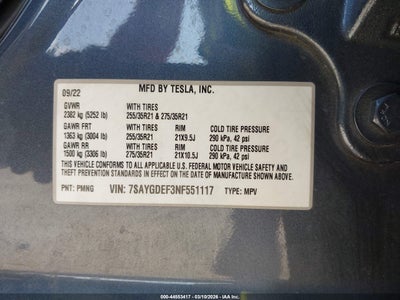 MFD BY TESLA, INC.
09/22
GVWR WITH TIRES
2382 kg (5252 lb) 255/35R21 & 275/35R21
GAWR FRT WITH TIRES RIM COLD TIRE PRESSURE
1363 kg (3004 lb) 255/35R21 21X9.5J 290 kPa, 42 psi
GAWR RR WITH TIRES RIM COLD TIRE PRESSURE
1500 kg (3306 lb) 275/35R21 21X10.5J 290 kPa, 42 psi
THIS VEHICLE CONFORMS TO ALL APPLICABLE U.S. FEDERAL MOTOR VEHICLE SAFETY
AND THEFT PREVENTION STANDARDS IN EFFECT ON THE DATE OF
MANUFACTURE SHOWN ABOVE.
PNT: PMNG VIN: 7SAYGDEF3NF551117 TYPE: MPV
000-44553417 - 03/10/2026 - IAAI.COM